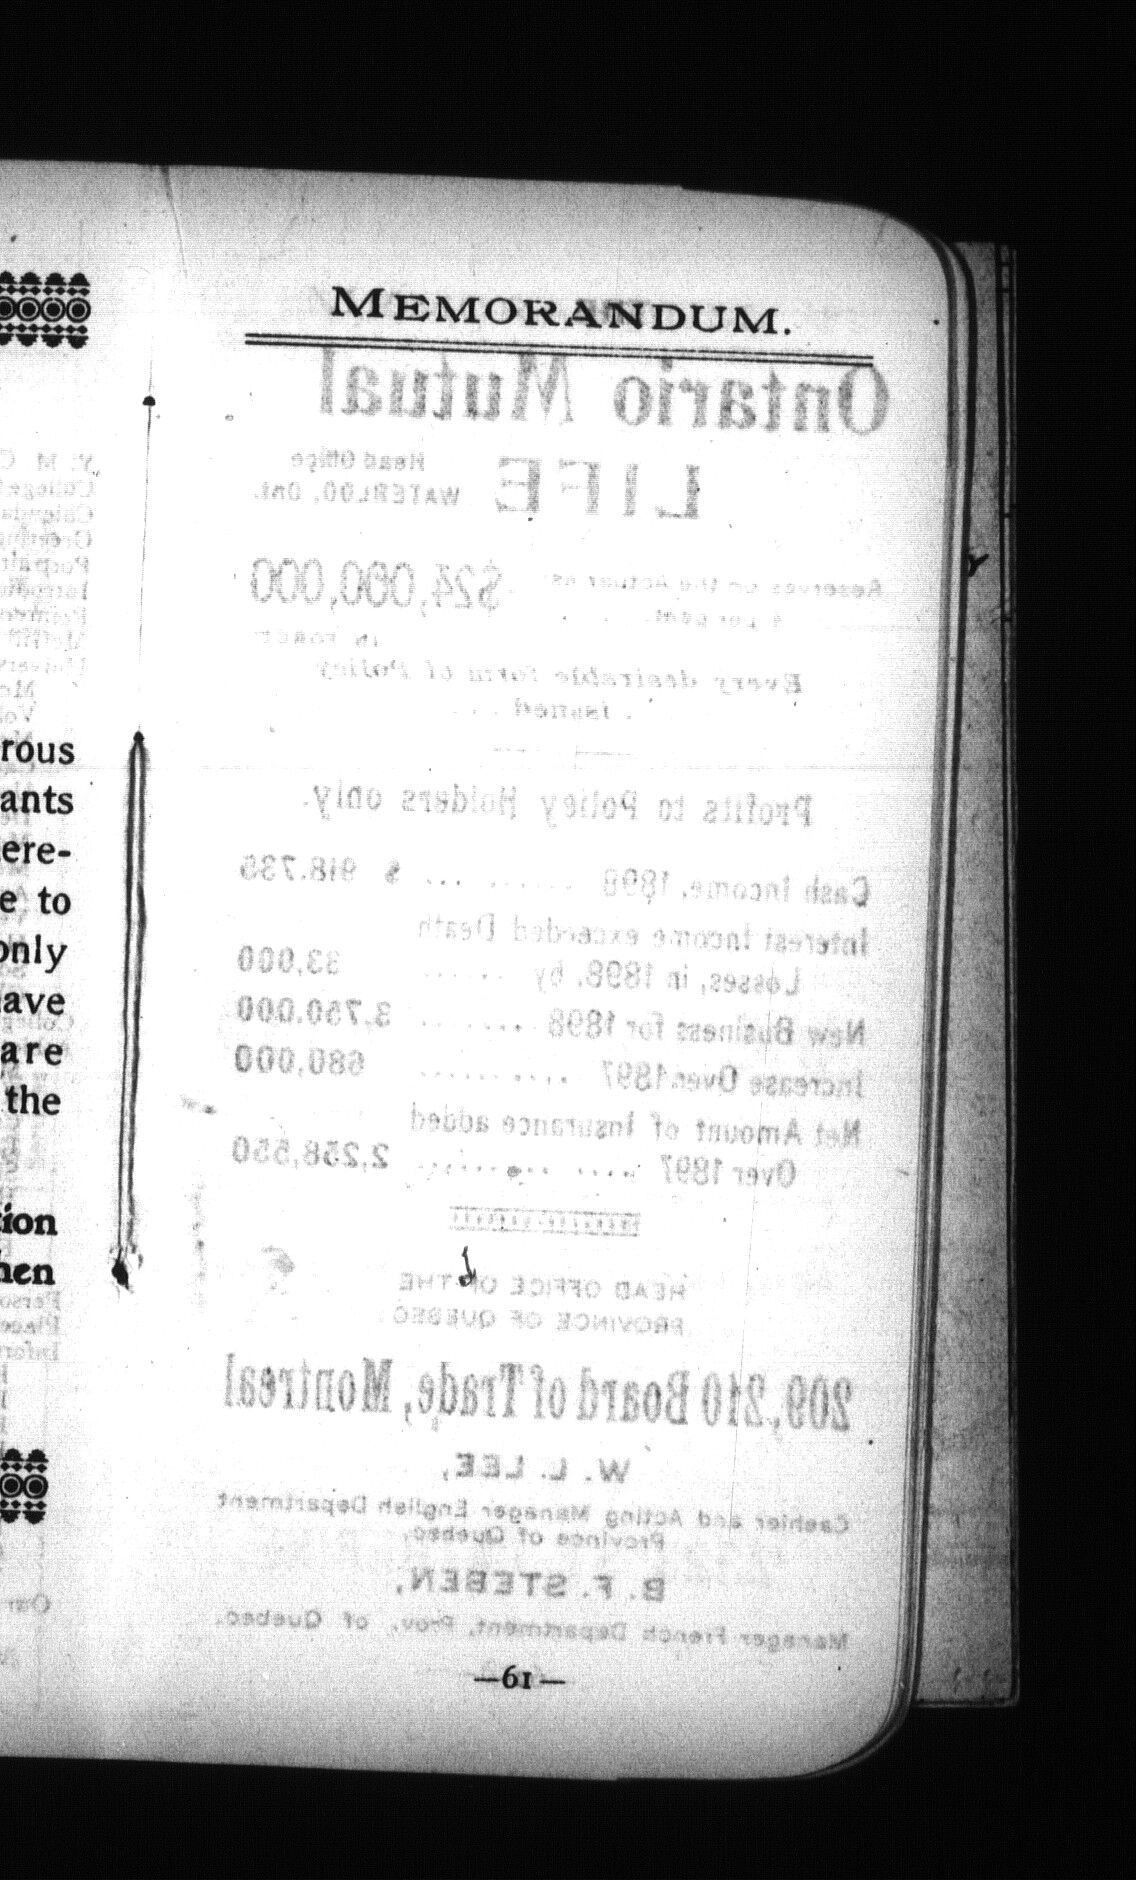 MEMORANDUM.
Ontario Mutual
LIFE
Head Office
WATERLOO, Ont.
Reserves on the Actuaries'
4 per cent.
$24,000,000
IN FORCE
Every desirable form of Policy
issued
Profits to Policy Holders only.
Cash Income, 1898 $ 918,735
Interest Income exceeded Death
Losses, in 1898, by 33,000
New Business for 1898 3,750,000
Increase Over 1897 680,000
Net Amount of Insurance added
Over 1897 2,258,550
HEAD OFFICE OF THE
PROVINCE OF QUEBEC
209, 210 Board of Trade, Montreal
W. L. LEE,
Cashier and Acting Manager English Department
Province of Quebec,
B. F. STEBEN,
Manager French Department, Prov. of Quebec.
—61—
rous
ants
ere-
e to
only
ave
are
the
tion
hen